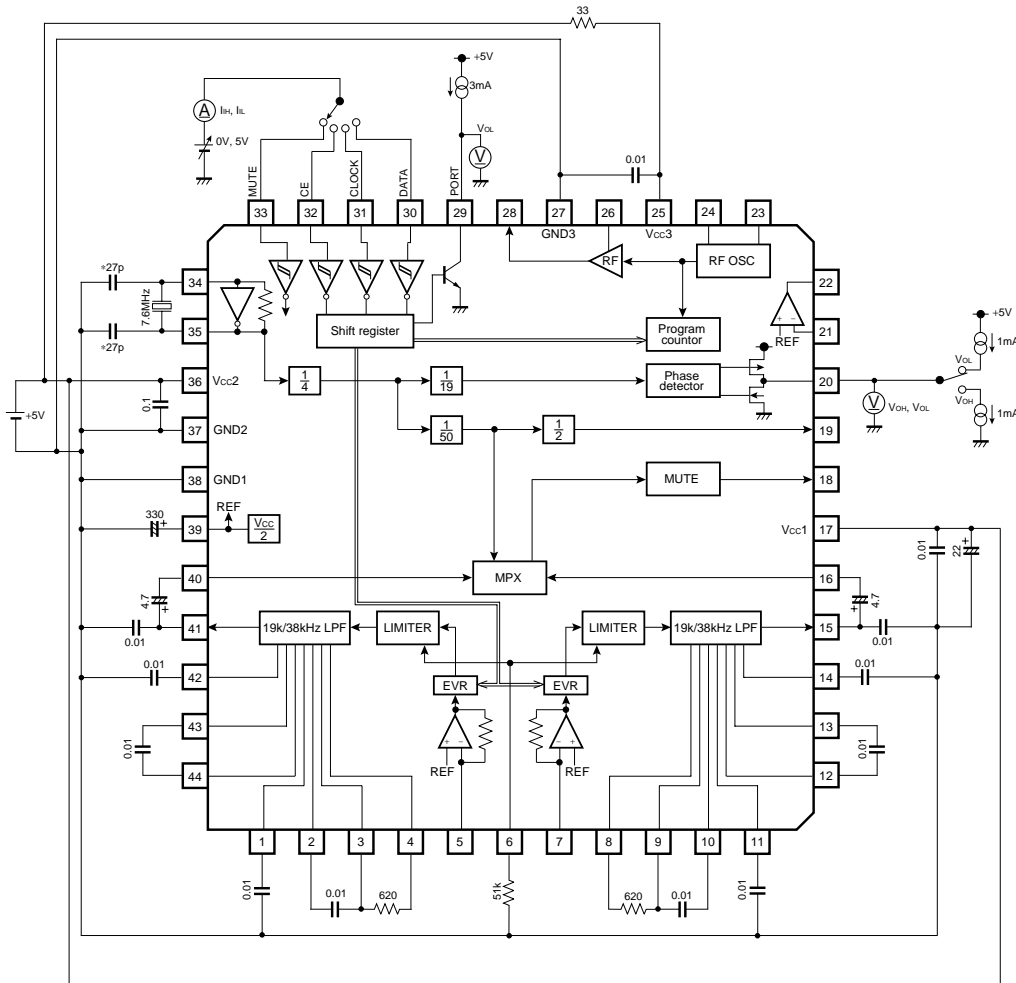 33
+5V
3mA
A
IIH, IIL
0V, 5V
VOL
V
0.01
MUTE
CE
CLOCK
DATA
PORT
33
32
31
30
29
28
27
26
25
24
23
GND3
VCC3
*27p
34
RF
RF OSC
22
7.6MHz
Shift register
Program countor
+ -
REF
21
+5V
*27p
35
1mA
36
VCC2
1
4
1
19
Phase detector
20
VOL
VOH
V
VOH, VOL
1mA
+5V
0.1
37
GND2
1
50
1
2
19
38
GND1
MUTE
18
330
+
39
REF
VCC
2
VCC1
17
0.01
22
+
40
MPX
16
4.7
+
+
4.7
0.01
41
19k/38kHz LPF
LIMITER
LIMITER
19k/38kHz LPF
15
0.01
0.01
42
EVR
EVR
14
0.01
43
+ -
- +
13
0.01
REF
REF
0.01
44
12
1
2
3
4
5
6
7
8
9
10
11
0.01
0.01
620
51k
620
0.01
0.01